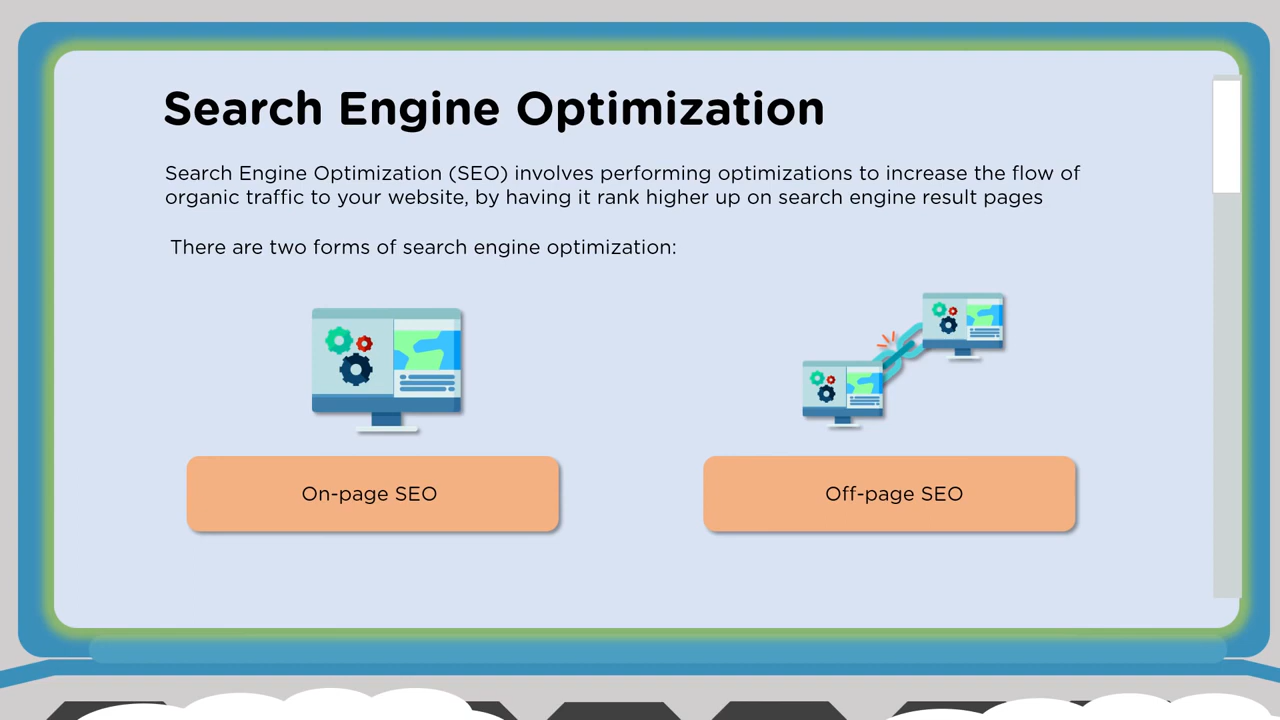 Search Engine Optimization
Search Engine Optimization (SEO) involves performing optimizations to increase the flow of
organic traffic to your website, by having it rank higher up on search engine result pages
There are two forms of search engine optimization:
On-page SEO
Off-page SEO